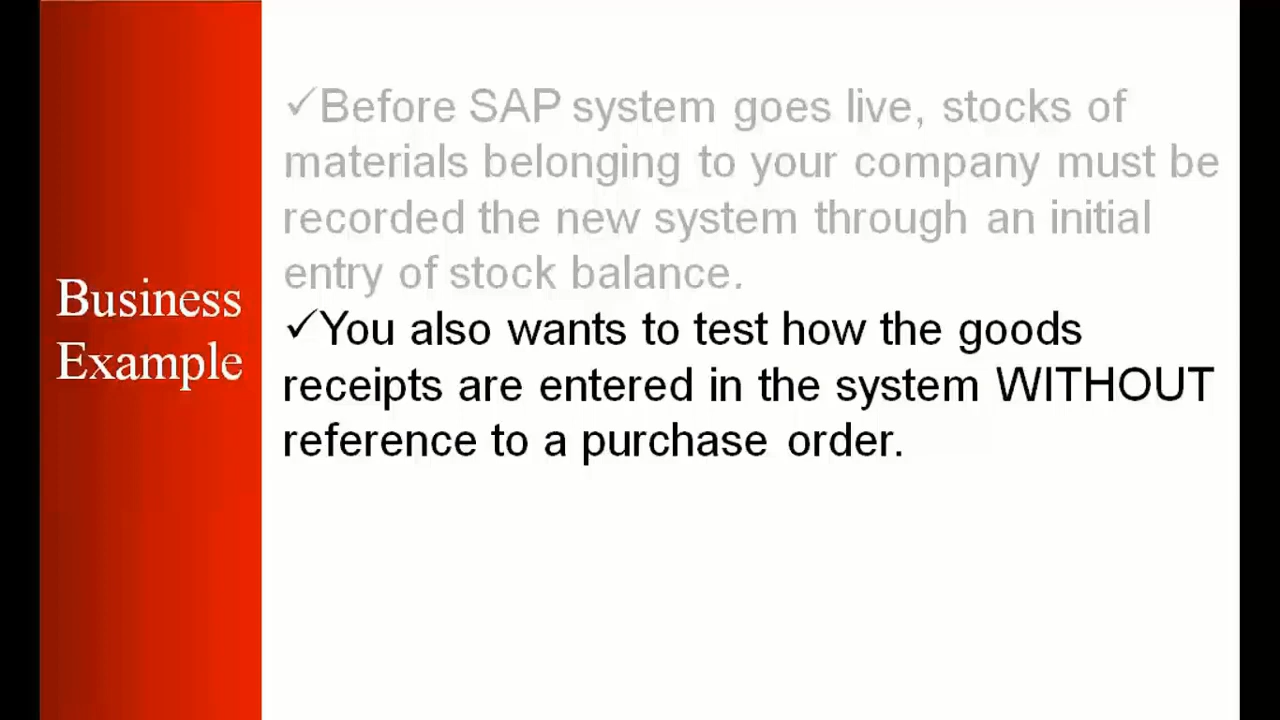 Business
Example
✓Before SAP system goes live, stocks of
materials belonging to your company must be
recorded the new system through an initial
entry of stock balance.
✓You also wants to test how the goods
receipts are entered in the system WITHOUT
reference to a purchase order.